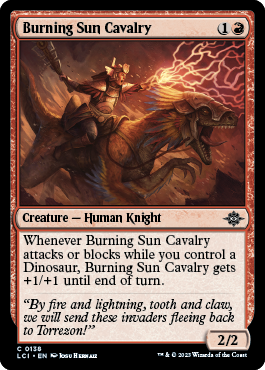 Burning Sun Cavalry 1
Creature — Human Knight
Whenever Burning Sun Cavalry
attacks or blocks while you control a
Dinosaur, Burning Sun Cavalry gets
+1/+1 until end of turn.
“By fire and lightning, tooth and claw,
we will send these invaders fleeing back
to Torrezon!”
2/2
C 0138
LCI • EN Josu Hernaiz
™ & © 2023 Wizards of the Coast